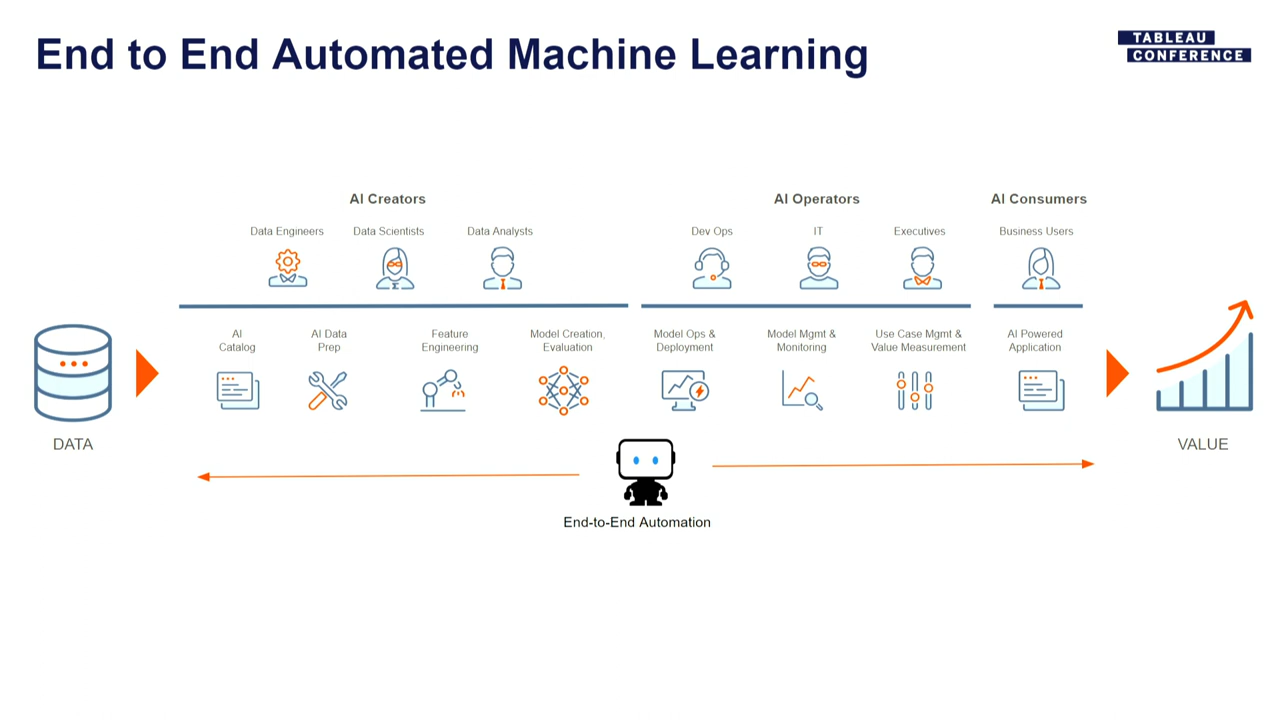 End to End Automated Machine Learning
TABLEAU
CONFERENCE
AI Creators
AI Operators
AI Consumers
Data Engineers
Data Scientists
Data Analysts
Dev Ops
IT
Executives
Business Users
AI
Catalog
AI Data
Prep
Feature
Engineering
Model Creation,
Evaluation
Model Ops &
Deployment
Model Mgmt &
Monitoring
Use Case Mgmt &
Value Measurement
AI Powered
Application
DATA
VALUE
End-to-End Automation